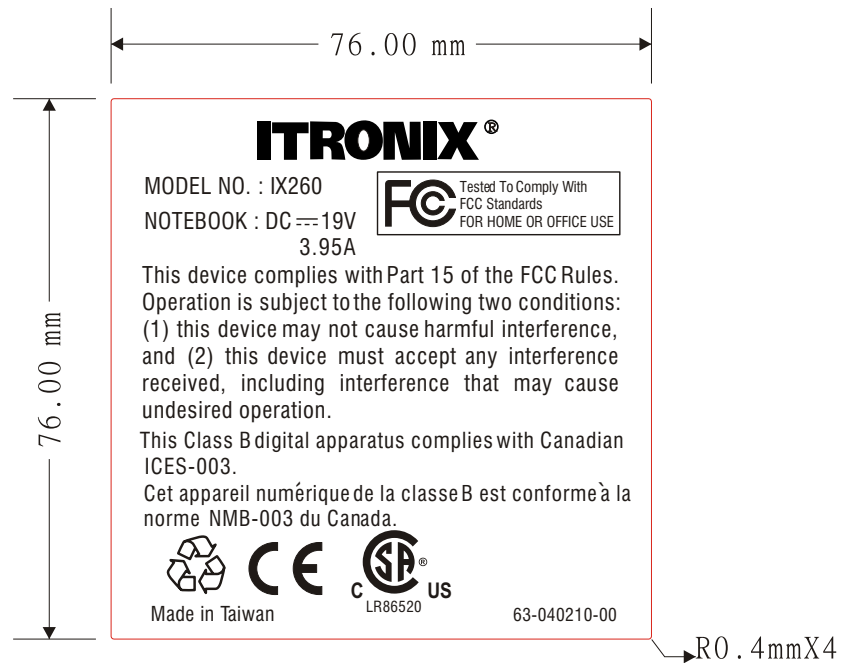 76.00 mm
76.00 mm
ITRONIX ®
MODEL NO. : IX260
NOTEBOOK : DC 19V
3.95A
FC Tested To Comply With
FCC Standards
FOR HOME OR OFFICE USE
This device complies with Part 15 of the FCC Rules.
Operation is subject to the following two conditions:
(1) this device may not cause harmful interference,
and (2) this device must accept any interference
received, including interference that may cause
undesired operation.
This Class B digital apparatus complies with Canadian
ICES-003.
Cet appareil numérique de la classe B est conforme à la
norme NMB-003 du Canada.
CE
C SA ® US
LR86520
Made in Taiwan
63-040210-00
R0.4mmX4